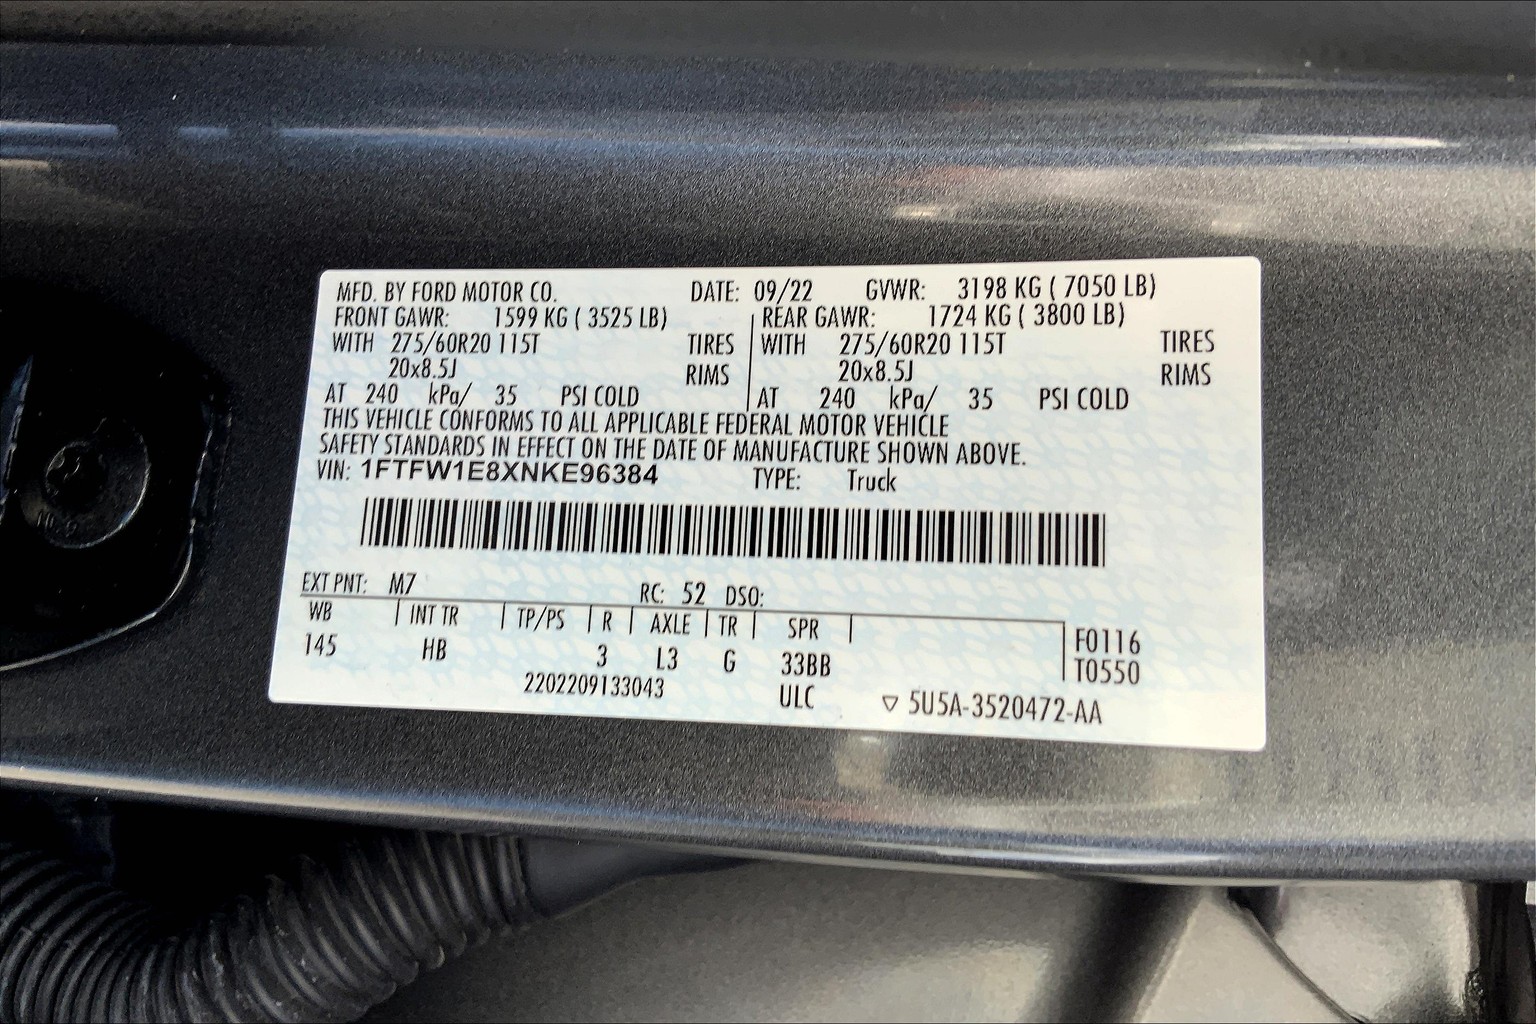 MFD. BY FORD MOTOR CO. DATE: 09/22 GVWR: 3198 KG ( 7050 LB)
FRONT GAWR: 1599 KG ( 3525 LB) REAR GAWR: 1724 KG ( 3800 LB)
WITH 275/60R20 115T TIRES WITH 275/60R20 115T TIRES
20x8.5J RIMS 20x8.5J RIMS
AT 240 kPa/ 35 PSI COLD AT 240 kPa/ 35 PSI COLD
THIS VEHICLE CONFORMS TO ALL APPLICABLE FEDERAL MOTOR VEHICLE
SAFETY STANDARDS IN EFFECT ON THE DATE OF MANUFACTURE SHOWN ABOVE.
VIN: 1FTFW1E8XNKE96384 TYPE: Truck
EXT PNT: M7 RC: 52 DSO:
WB INT TR TP/PS R AXLE TR SPR
145 HB 3 L3 G 33BB
F0116
T0550
2202209133043 ULC ▽ 5U5A-3520472-AA
10.9